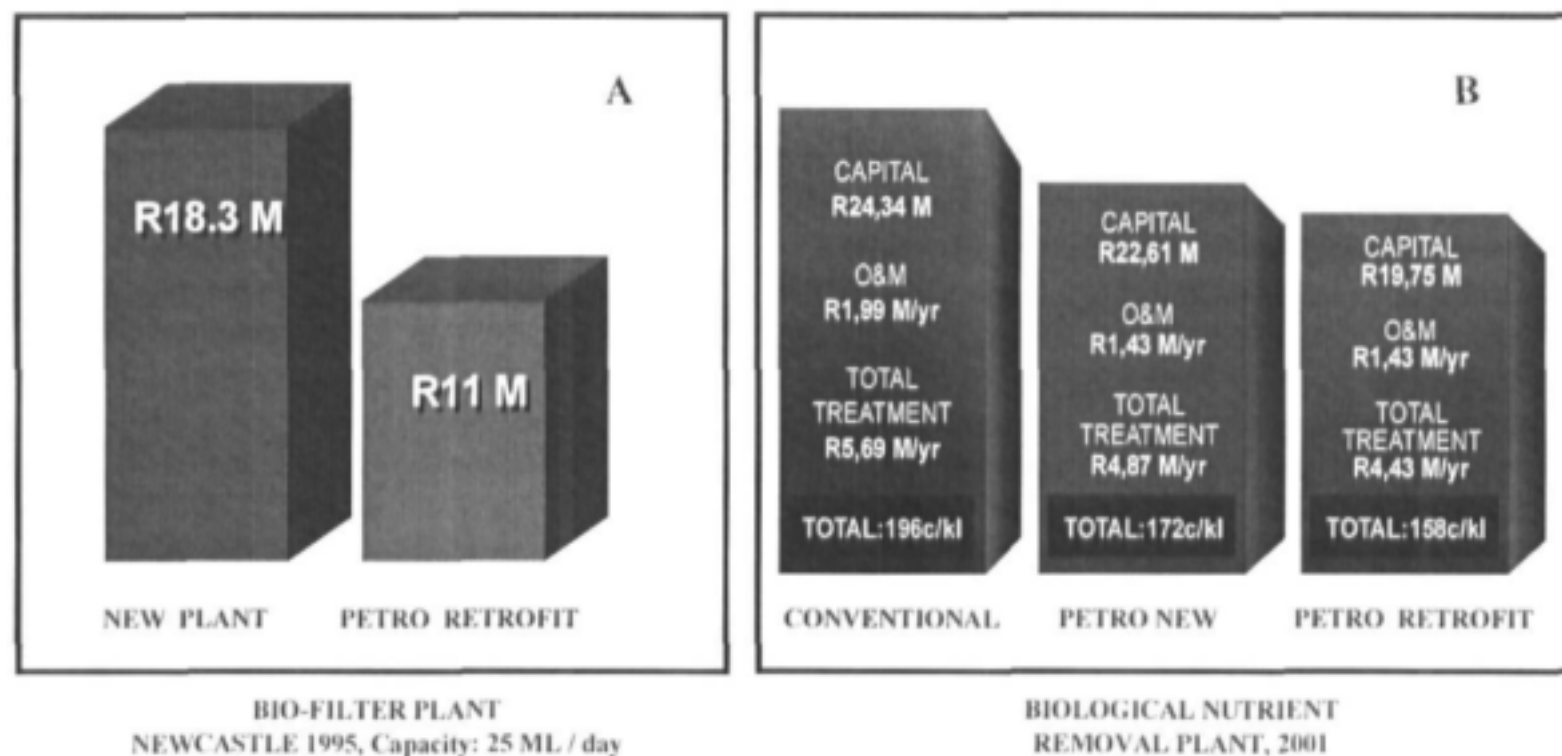 A
R18.3 M
R11 M
NEW PLANT
PETRO RETROFIT
BIO-FILTER PLANT
NEWCASTLE 1995, Capacity: 25 ML / day
B
CAPITAL
R24,34 M
O&M
R1,99 M/yr
TOTAL
TREATMENT
R5,69 M/yr
TOTAL:196c/kl
CONVENTIONAL
CAPITAL
R22,61 M
O&M
R1,43 M/yr
TOTAL
TREATMENT
R4,87 M/yr
TOTAL:172c/kl
PETRO NEW
CAPITAL
R19,75 M
O&M
R1,43 M/yr
TOTAL
TREATMENT
R4,43 M/yr
TOTAL:158c/kl
PETRO RETROFIT
BIOLOGICAL NUTRIENT
REMOVAL PLANT, 2001